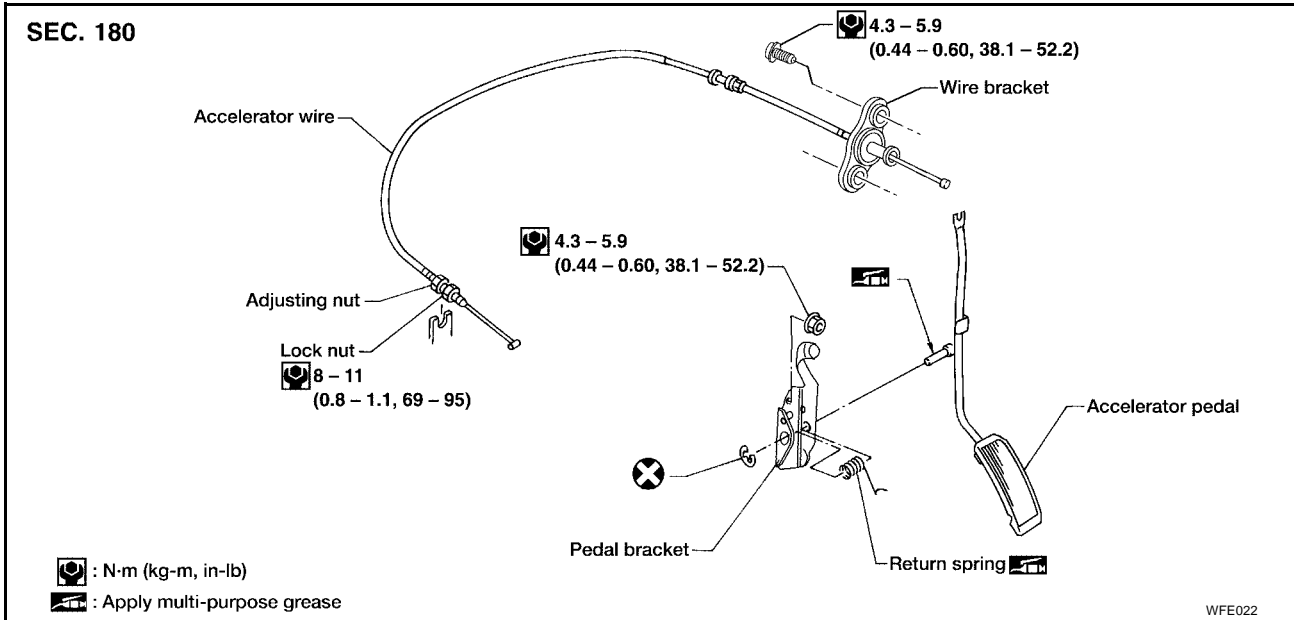 SEC. 180
4.3 – 5.9
(0.44 – 0.60, 38.1 – 52.2)
Wire bracket
Accelerator wire
4.3 – 5.9
(0.44 – 0.60, 38.1 – 52.2)
Adjusting nut
Lock nut
8 – 11
(0.8 – 1.1, 69 – 95)
Accelerator pedal
Pedal bracket
Return spring
: N·m (kg-m, in-lb)
: Apply multi-purpose grease
WFE022